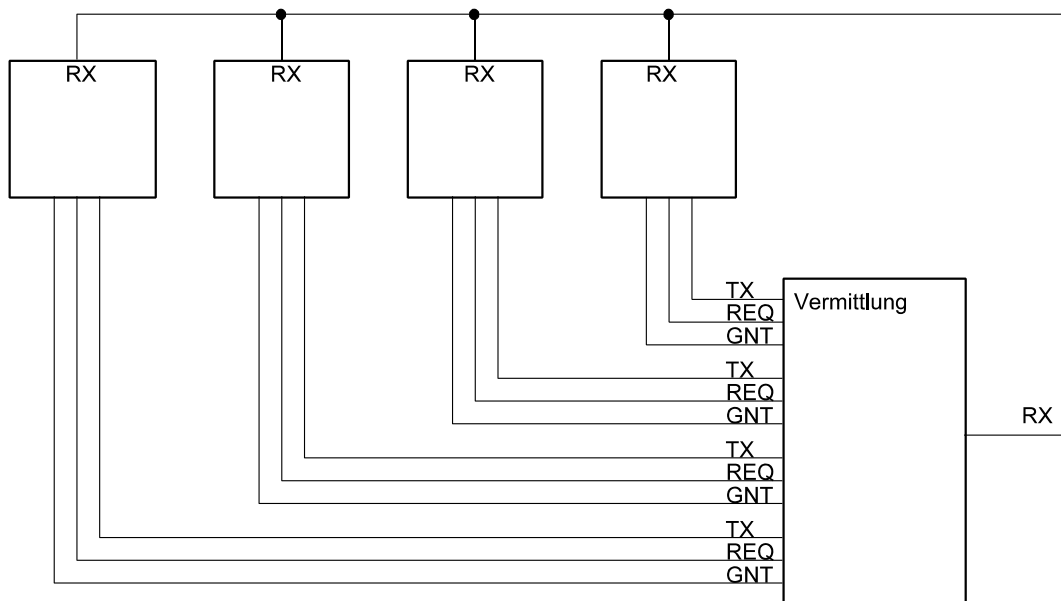 RX
RX
RX
RX
TX
Vermittlung
REQ
GNT
TX
REQ
GNT
RX
TX
REQ
GNT
TX
REQ
GNT